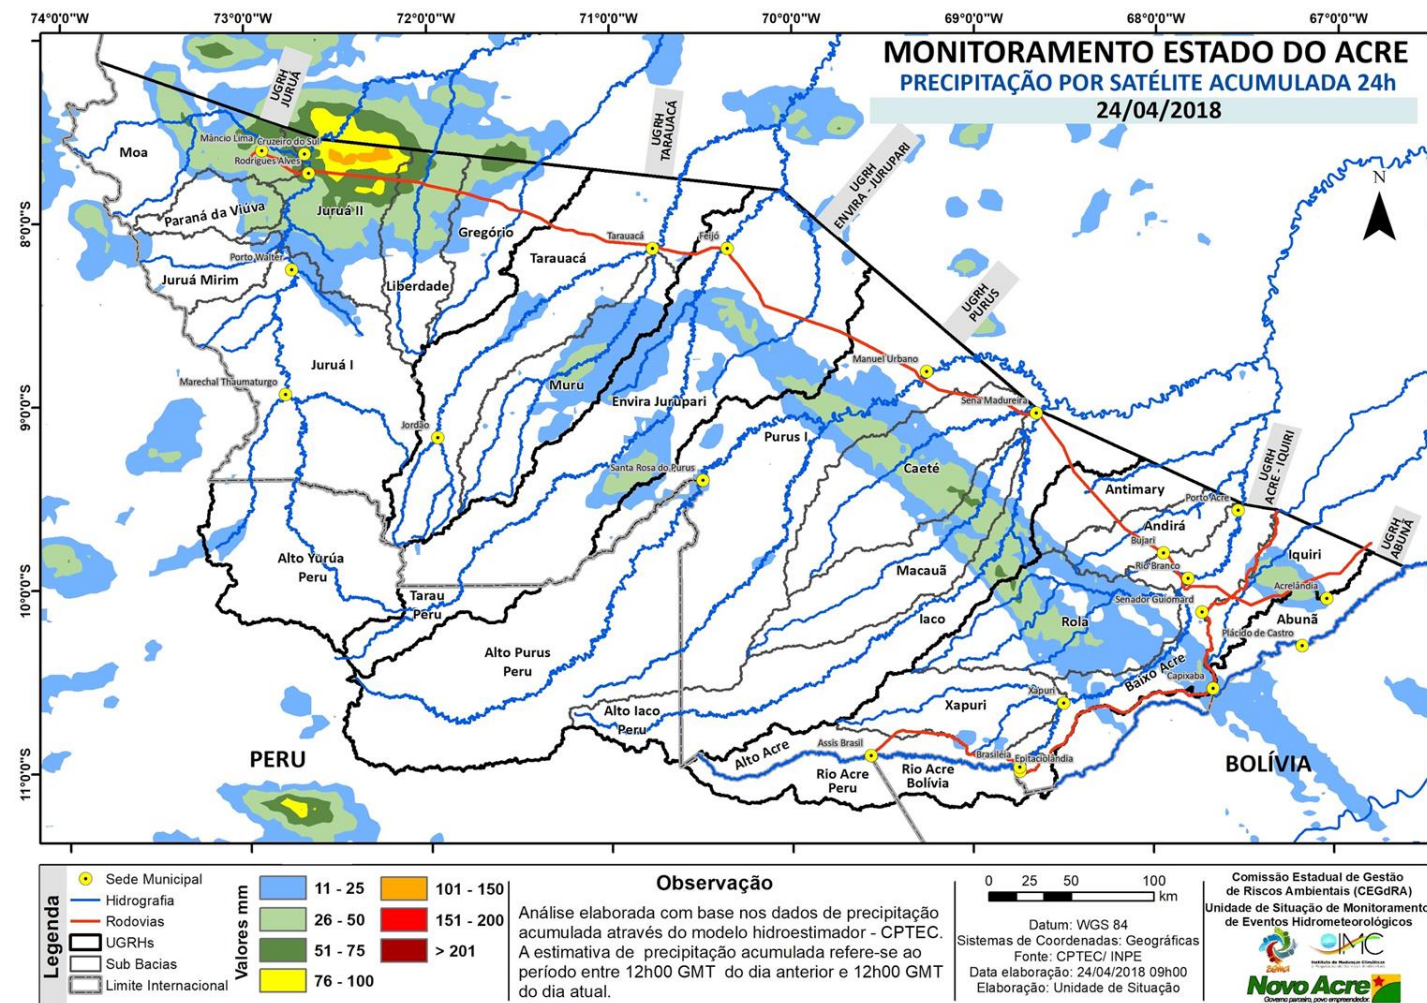 74°0'0"W 73°0'0"W 72°0'0"W 71°0'0"W 70°0'0"W 69°0'0"W 68°0'0"W 67°0'0"W
MONITORAMENTO ESTADO DO ACRE
PRECIPITAÇÃO POR SATÉLITE ACUMULADA 24h
24/04/2018
UGRH
JURUÁ
UGRH
TARAUACÁ
UGRH
ENVIRA - JURUPARI
UGRH
PURUS
UGRH
ACRE - IQUIRI
UGRH
ABUNÃ
N
8°0'0"S
9°0'0"S
10°0'0"S
11°0'0"S
Mâncio Lima
Cruzeiro do Sul
Rodrigues Alves
Moa
Paraná da Viúva
Juruá II
Gregório
Tarauacá
Feijó
Tarauacá
Porto Walter
Juruá Mirim
Liberdade
Manuel Urbano
Juruá I
Marechal Thaumaturgo
Muru
Envira Jurupari
Sena Madureira
Jordão
Purus I
Santa Rosa do Purus
Caeté
Antimary
Porto Acre
Andirá
Bujari
Iquiri
Rio Branco
Acrelândia
Alto Yurúa
Peru
Macauã
Tarau
Peru
Senador Guiomard
Iaco
Rola
Abunã
Plácido de Castro
Alto Purus
Peru
Baixo Acre
Capixaba
Xapuri
Xapuri
Alto Iaco
Peru
Alto Acre
Assis Brasil
Brasiléia
Epitaciolândia
Rio Acre
Peru
Rio Acre
Bolívia
PERU
BOLÍVIA
Legenda
Sede Municipal
Hidrografia
Rodovias
UGRHs
Sub Bacias
Limite Internacional
Valores mm
11 - 25
26 - 50
51 - 75
76 - 100
101 - 150
151 - 200
> 201
Observação
Análise elaborada com base nos dados de precipitação
acumulada através do modelo hidroestimador - CPTEC.
A estimativa de precipitação acumulada refere-se ao
período entre 12h00 GMT do dia anterior e 12h00 GMT
do dia atual.
0 25 50 100
km
Datum: WGS 84
Sistemas de Coordenadas: Geográficas
Fonte: CPTEC/ INPE
Data elaboração: 24/04/2018 09h00
Elaboração: Unidade de Situação
Comissão Estadual de Gestão
de Riscos Ambientais (CEGdRA)
Unidade de Situação de Monitoramento
de Eventos Hidrometeorológicos
Sema
IMC
Novo Acre
Governo parceiro, povo empreendedor.